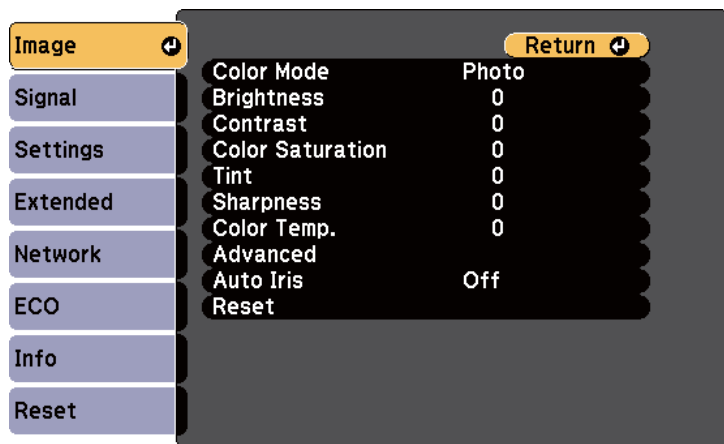 Image
Signal
Settings
Extended
Network
ECO
Info
Reset
Return
Color Mode Photo
Brightness 0
Contrast 0
Color Saturation 0
Tint 0
Sharpness 0
Color Temp. 0
Advanced
Auto Iris Off
Reset